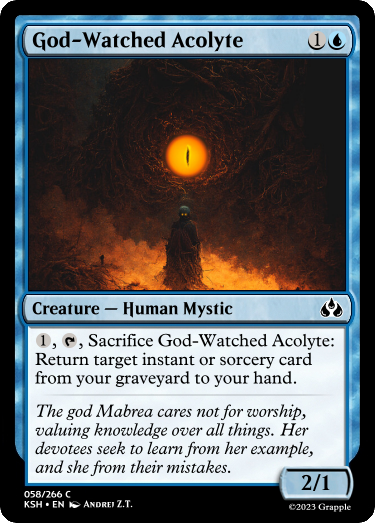 God-Watched Acolyte 1
Creature — Human Mystic
1, Sacrifice God-Watched Acolyte:
Return target instant or sorcery card
from your graveyard to your hand.
The god Mabrea cares not for worship,
valuing knowledge over all things. Her
devotees seek to learn from her example,
and she from their mistakes.
2/1
058/266 C
KSH • EN Andrej Z.T.
©2023 Grapple